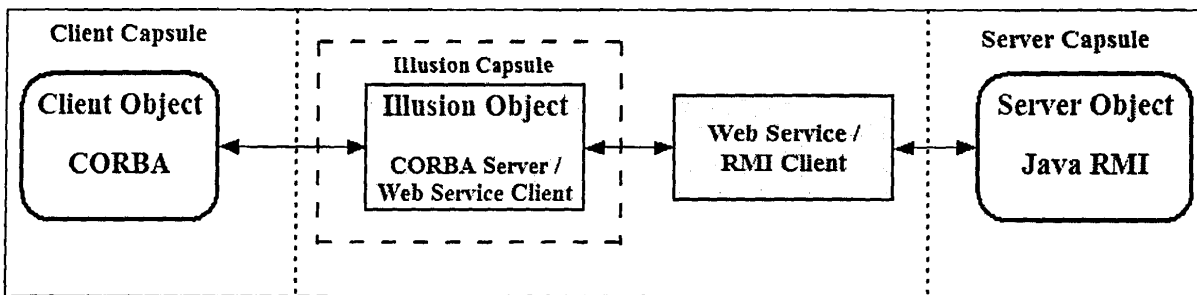 Client Capsule
Client Object
CORBA
Illusion Capsule
Illusion Object
CORBA Server /
Web Service Client
Web Service /
RMI Client
Server Capsule
Server Object
Java RMI